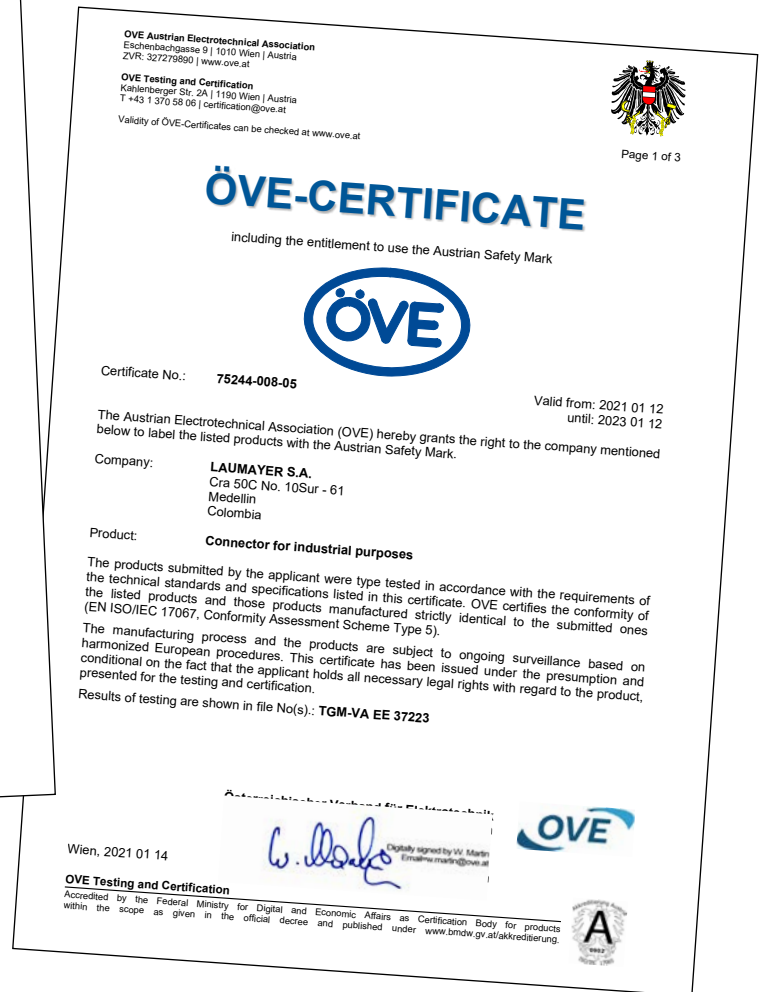 OVE Austrian Electrotechnical Association
Eschenbachgasse 9 | 1010 Wien | Austria
ZVR: 327279890 | www.ove.at
OVE Testing and Certification
Kahlenberger Str. 2A | 1190 Wien | Austria
T +43 1 370 58 06 | certification@ove.at
Validity of ÖVE-Certificates can be checked at www.ove.at
Page 1 of 3
ÖVE-CERTIFICATE
including the entitlement to use the Austrian Safety Mark
ÖVE
Certificate No.: 75244-008-05
Valid from: 2021 01 12
until: 2023 01 12
The Austrian Electrotechnical Association (OVE) hereby grants the right to the company mentioned
below to label the listed products with the Austrian Safety Mark.
Company: LAUMAYER S.A.
Cra 50C No. 10Sur - 61
Medellin
Colombia
Product: Connector for industrial purposes
The products submitted by the applicant were type tested in accordance with the requirements of
the technical standards and specifications listed in this certificate. OVE certifies the conformity of
the listed products and those products manufactured strictly identical to the submitted ones
(EN ISO/IEC 17067, Conformity Assessment Scheme Type 5).
The manufacturing process and the products are subject to ongoing surveillance based on
harmonized European procedures. This certificate has been issued under the presumption and
conditional on the fact that the applicant holds all necessary legal rights with regard to the product,
presented for the testing and certification.
Results of testing are shown in file No(s).: TGM-VA EE 37223
Österreichischer Verband für Elektrotechnik
W. Martin
Digitally signed by W. Martin
Email=w.martin@ove.at
OVE
Wien, 2021 01 14
OVE Testing and Certification
Accredited by the Federal Ministry for Digital and Economic Affairs as Certification Body for products
within the scope as given in the official decree and published under www.bmdw.gv.at/akkreditierung.
A
0902